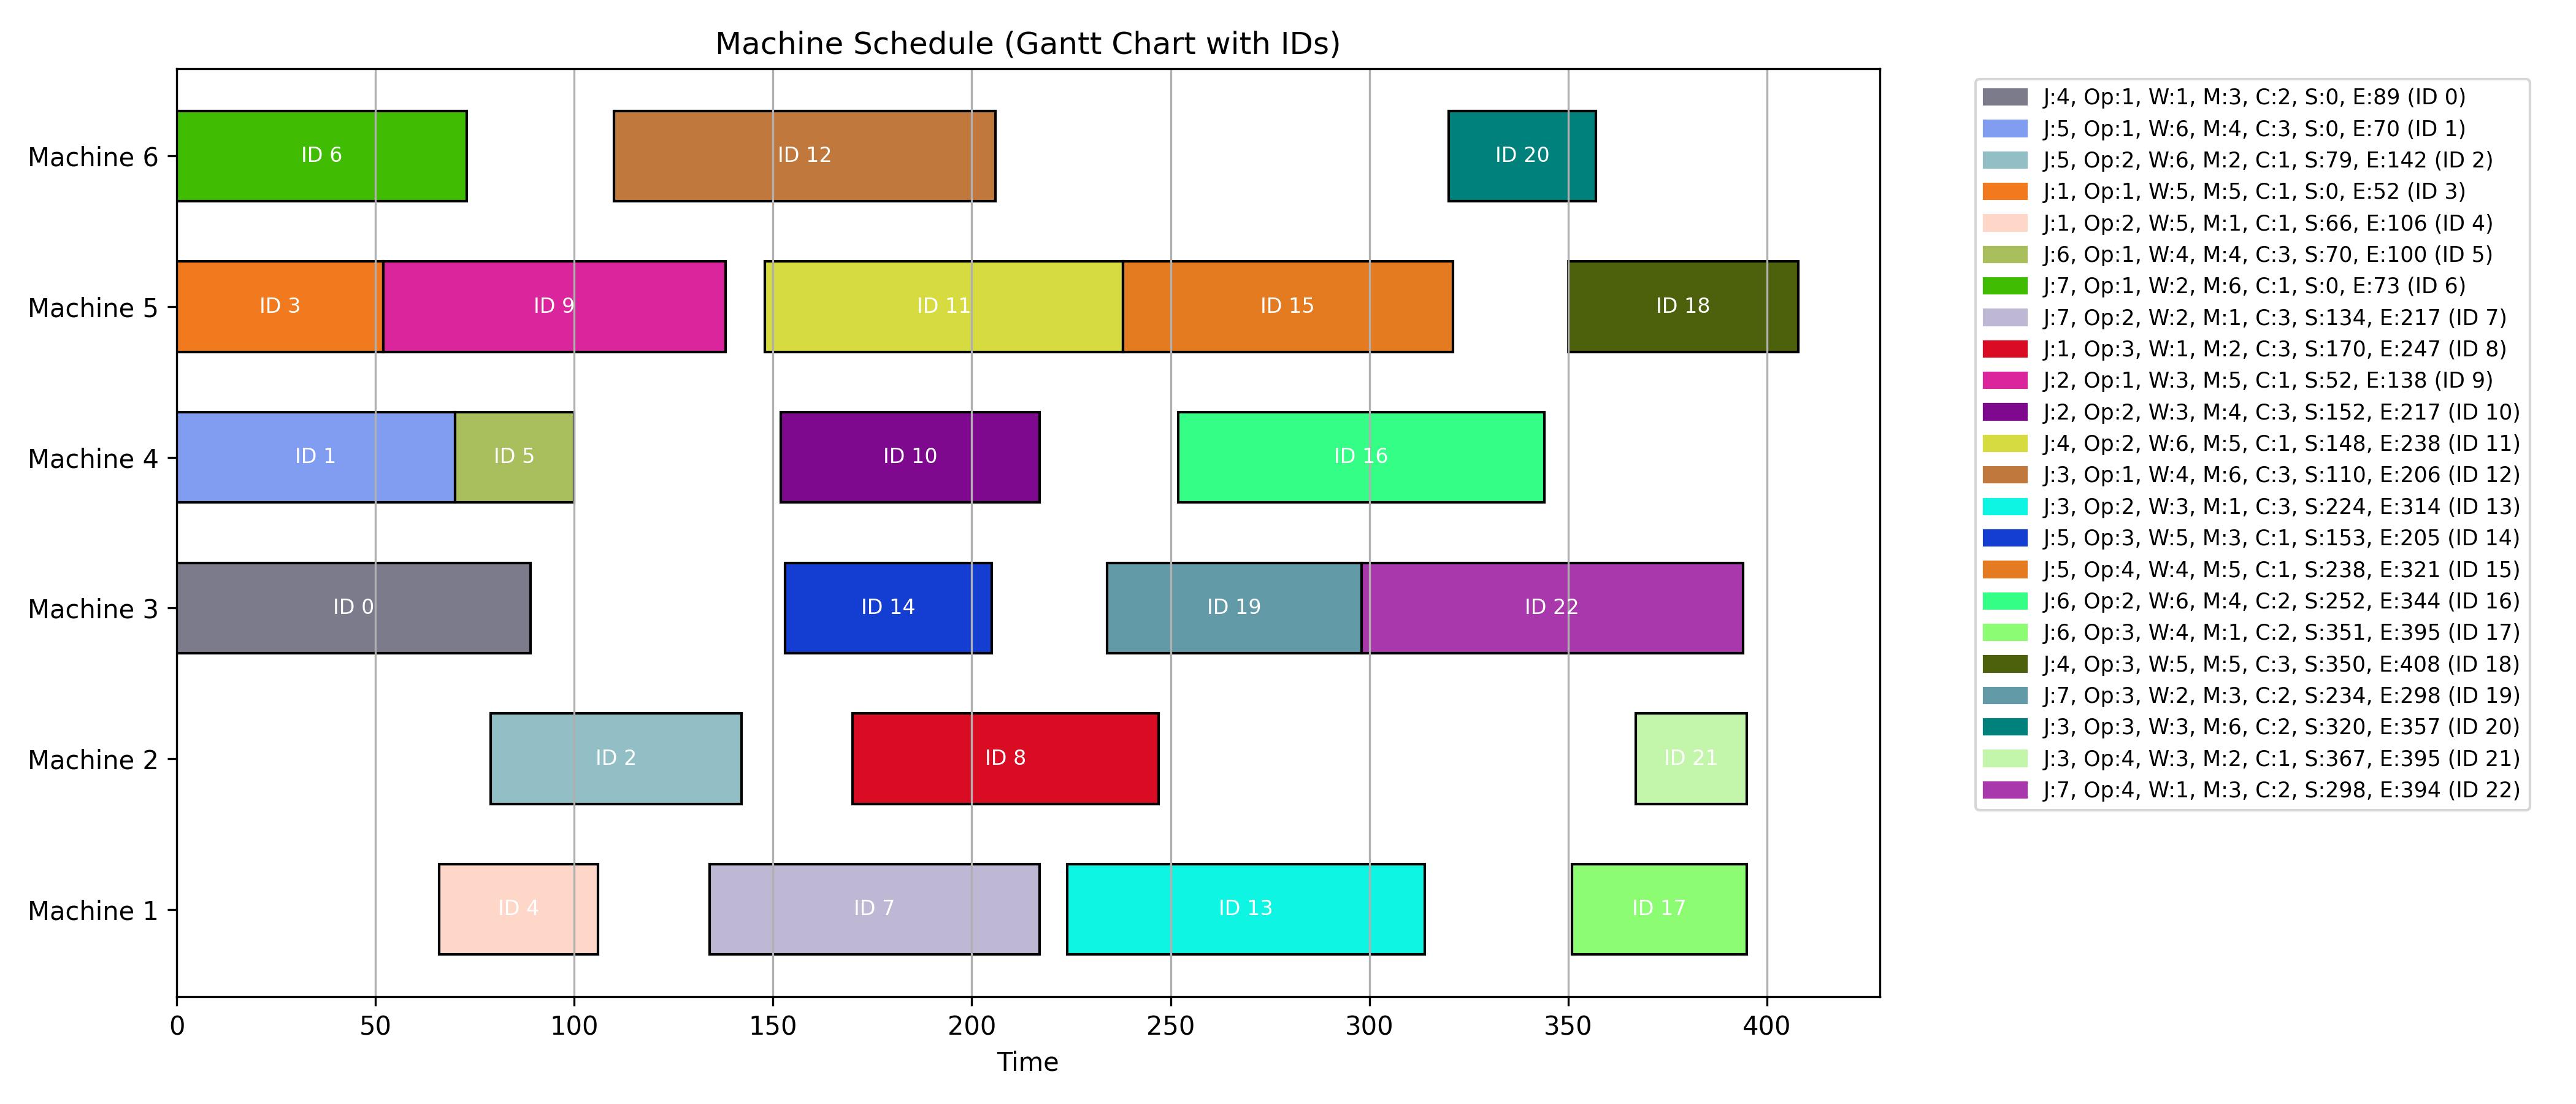 Machine Schedule (Gantt Chart with IDs)
Machine 6
ID 6
ID 12
ID 20
Machine 5
ID 3
ID 9
ID 11
ID 15
ID 18
Machine 4
ID 1
ID 5
ID 10
ID 16
Machine 3
ID 0
ID 14
ID 19
ID 22
Machine 2
ID 2
ID 8
ID 21
Machine 1
ID 4
ID 7
ID 13
ID 17
0 50 100 150 200 250 300 350 400
Time
J:4, Op:1, W:1, M:3, C:2, S:0, E:89 (ID 0)
J:5, Op:1, W:6, M:4, C:3, S:0, E:70 (ID 1)
J:5, Op:2, W:6, M:2, C:1, S:79, E:142 (ID 2)
J:1, Op:1, W:5, M:5, C:1, S:0, E:52 (ID 3)
J:1, Op:2, W:5, M:1, C:1, S:66, E:106 (ID 4)
J:6, Op:1, W:4, M:4, C:3, S:70, E:100 (ID 5)
J:7, Op:1, W:2, M:6, C:1, S:0, E:73 (ID 6)
J:7, Op:2, W:2, M:1, C:3, S:134, E:217 (ID 7)
J:1, Op:3, W:1, M:2, C:3, S:170, E:247 (ID 8)
J:2, Op:1, W:3, M:5, C:1, S:52, E:138 (ID 9)
J:2, Op:2, W:3, M:4, C:3, S:152, E:217 (ID 10)
J:4, Op:2, W:6, M:5, C:1, S:148, E:238 (ID 11)
J:3, Op:1, W:4, M:6, C:3, S:110, E:206 (ID 12)
J:3, Op:2, W:3, M:1, C:3, S:224, E:314 (ID 13)
J:5, Op:3, W:5, M:3, C:1, S:153, E:205 (ID 14)
J:5, Op:4, W:4, M:5, C:1, S:238, E:321 (ID 15)
J:6, Op:2, W:6, M:4, C:2, S:252, E:344 (ID 16)
J:6, Op:3, W:4, M:1, C:2, S:351, E:395 (ID 17)
J:4, Op:3, W:5, M:5, C:3, S:350, E:408 (ID 18)
J:7, Op:3, W:2, M:3, C:2, S:234, E:298 (ID 19)
J:3, Op:3, W:3, M:6, C:2, S:320, E:357 (ID 20)
J:3, Op:4, W:3, M:2, C:1, S:367, E:395 (ID 21)
J:7, Op:4, W:1, M:3, C:2, S:298, E:394 (ID 22)